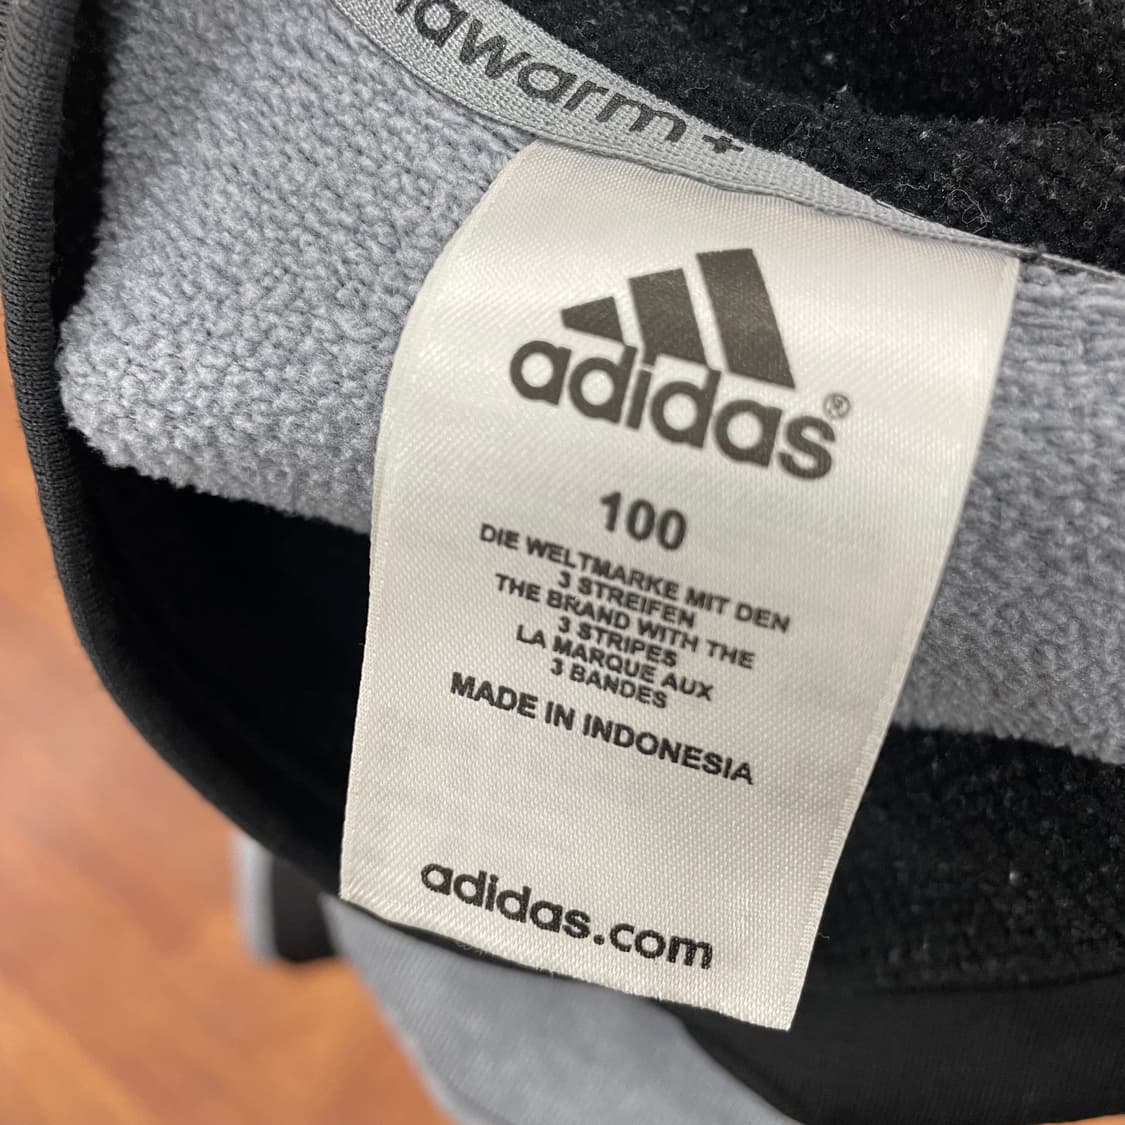 awarm +
adidas®
100
DIE WELTMARKE MIT DEN
3 STREIFEN
THE BRAND WITH THE
3 STRIPES
LA MARQUE AUX
3 BANDES
MADE IN INDONESIA
adidas.com